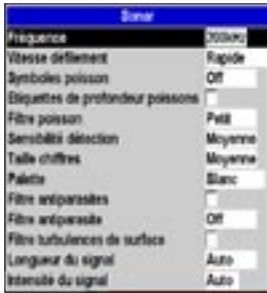 Sonar
Fréquence 200kHz
Vitesse défilement Rapide
Symboles poisson Off
Etiquettes de profondeur poissons
Filtre poisson Petit
Sensibilité détection Moyenne
Taille chiffres Moyenne
Palette Blanc
Filtre antiparasites
Filtre antiparasite Off
Filtre turbulences de surface
Longueur du signal Auto
Intensité du signal Auto